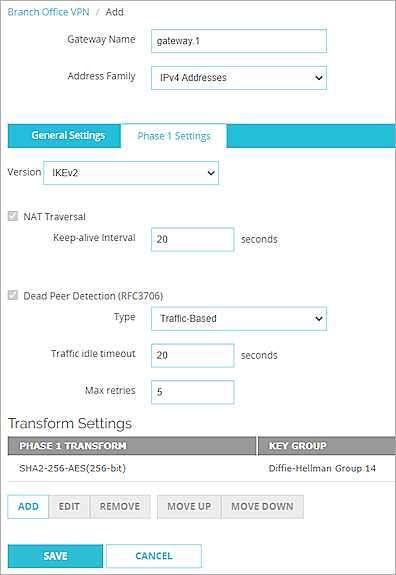 Branch Office VPN / Add
Gateway Name gateway.1
Address Family IPv4 Addresses
General Settings Phase 1 Settings
Version IKEv2
NAT Traversal
Keep-alive Interval 20 seconds
Dead Peer Detection (RFC3706)
Type Traffic-Based
Traffic idle timeout 20 seconds
Max retries 5
Transform Settings
PHASE 1 TRANSFORM KEY GROUP
SHA2-256-AES(256-bit) Diffie-Hellman Group 14
ADD EDIT REMOVE MOVE UP MOVE DOWN
SAVE CANCEL